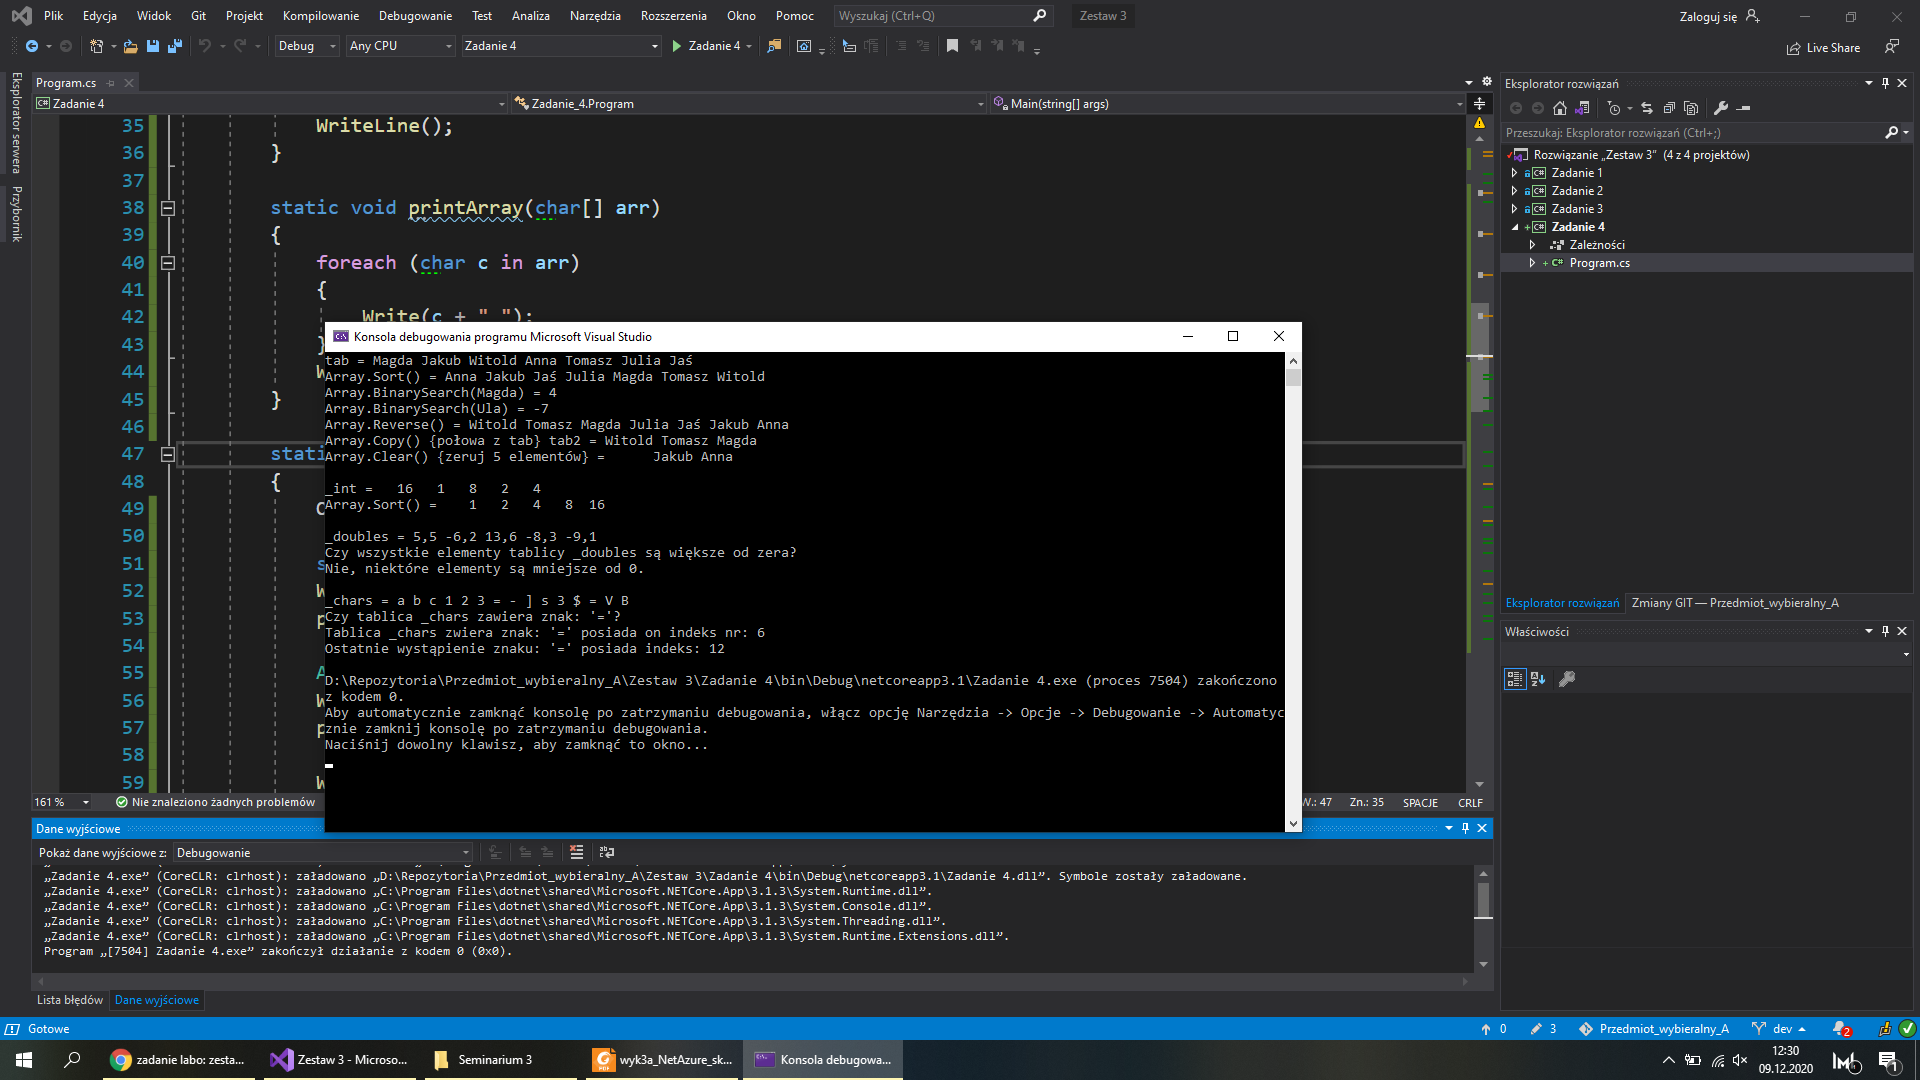 Plik Edycja Widok Git Projekt Kompilowanie Debugowanie Test Analiza Narzędzia Rozszerzenia Okno Pomoc Wyszukaj (Ctrl+Q) Zestaw 3 Zaloguj się
Debug Any CPU Zadanie 4 Zadanie 4 Live Share
Eksplorator serwera
Przybornik
Program.cs
Zadanie 4 Zadanie_4.Program Main(string[] args)
35 WriteLine();
36 }
37
38 static void printArray(char[] arr)
39 {
40 foreach (char c in arr)
41 {
42 Write(c + " ");
43 }
44 W
45 }
46
47 stati
48 {
49 C
50
51 s
52 W
53 p
54
55 A
56 W
57 p
58
59 W
Konsola debugowania programu Microsoft Visual Studio
tab = Magda Jakub Witold Anna Tomasz Julia Jaś
Array.Sort() = Anna Jakub Jaś Julia Magda Tomasz Witold
Array.BinarySearch(Magda) = 4
Array.BinarySearch(Ula) = -7
Array.Reverse() = Witold Tomasz Magda Julia Jaś Jakub Anna
Array.Copy() {połowa z tab} tab2 = Witold Tomasz Magda
Array.Clear() {zeruj 5 elementów} =      Jakub Anna
_int =   16   1   8   2   4
Array.Sort() =    1   2   4   8  16
_doubles = 5,5 -6,2 13,6 -8,3 -9,1
Czy wszystkie elementy tablicy _doubles są większe od zera?
Nie, niektóre elementy są mniejsze od 0.
_chars = a b c 1 2 3 = - ] s 3 $ = V B
Czy tablica _chars zawiera znak: '='?
Tablica _chars zwiera znak: '=' posiada on indeks nr: 6
Ostatnie wystąpienie znaku: '=' posiada indeks: 12
D:\Repozytoria\Przedmiot_wybieralny_A\Zestaw 3\Zadanie 4\bin\Debug\netcoreapp3.1\Zadanie 4.exe (proces 7504) zakończono
z kodem 0.
Aby automatycznie zamknąć konsolę po zatrzymaniu debugowania, włącz opcję Narzędzia -> Opcje -> Debugowanie -> Automatyc
znie zamknij konsolę po zatrzymaniu debugowania.
Naciśnij dowolny klawisz, aby zamknąć to okno...
161 % Nie znaleziono żadnych problemów W.: 47 Zn.: 35 SPACJE CRLF
Dane wyjściowe
Pokaż dane wyjściowe z: Debugowanie
„Zadanie 4.exe” (CoreCLR: clrhost): załadowano „D:\Repozytoria\Przedmiot_wybieralny_A\Zestaw 3\Zadanie 4\bin\Debug\netcoreapp3.1\Zadanie 4.dll”. Symbole zostały załadowane.
„Zadanie 4.exe” (CoreCLR: clrhost): załadowano „C:\Program Files\dotnet\shared\Microsoft.NETCore.App\3.1.3\System.Runtime.dll”.
„Zadanie 4.exe” (CoreCLR: clrhost): załadowano „C:\Program Files\dotnet\shared\Microsoft.NETCore.App\3.1.3\System.Console.dll”.
„Zadanie 4.exe” (CoreCLR: clrhost): załadowano „C:\Program Files\dotnet\shared\Microsoft.NETCore.App\3.1.3\System.Threading.dll”.
„Zadanie 4.exe” (CoreCLR: clrhost): załadowano „C:\Program Files\dotnet\shared\Microsoft.NETCore.App\3.1.3\System.Runtime.Extensions.dll”.
Program „[7504] Zadanie 4.exe” zakończył działanie z kodem 0 (0x0).
Lista błędów Dane wyjściowe
Eksplorator rozwiązań
Przeszukaj: Eksplorator rozwiązań (Ctrl+;)
Rozwiązanie „Zestaw 3” (4 z 4 projektów)
Zadanie 1
Zadanie 2
Zadanie 3
Zadanie 4
Zależności
Program.cs
Eksplorator rozwiązań Zmiany GIT — Przedmiot_wybieralny_A
Właściwości
Gotowe 0 3 Przedmiot_wybieralny_A dev 2
zadanie labo: zesta... Zestaw 3 - Microso... Seminarium 3 wyk3a_NetAzure_sk... Konsola debugowa... 12:30
09.12.2020 1